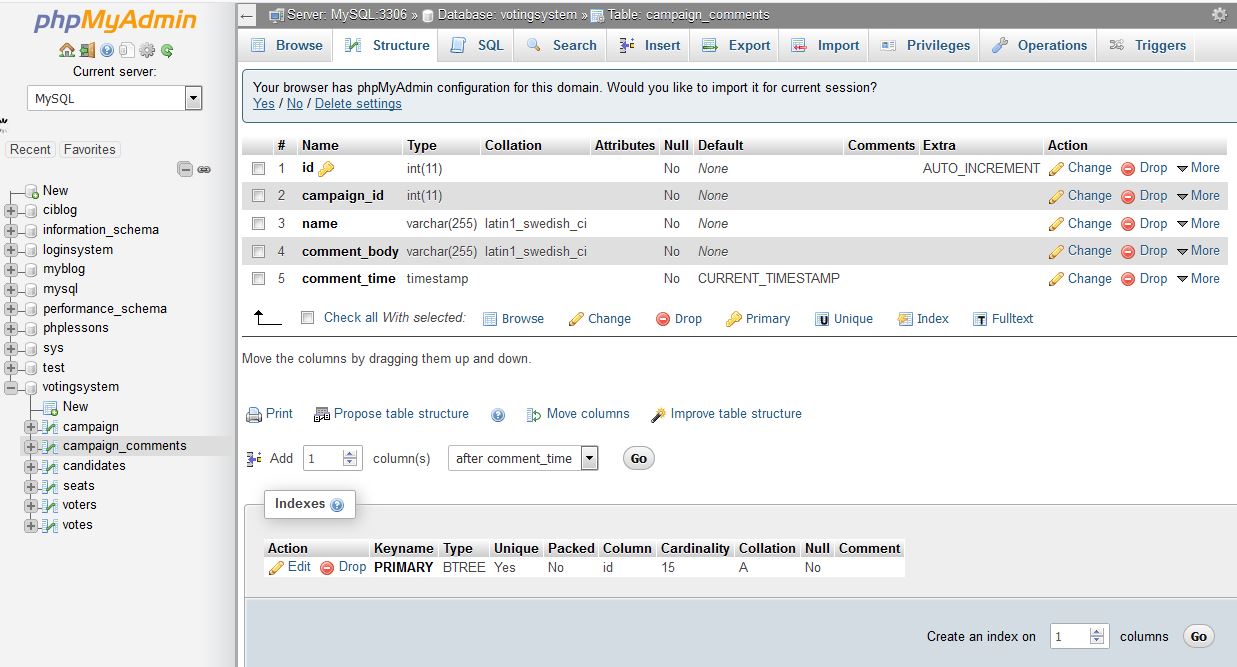 phpMyAdmin
Current server:
MySQL
Recent Favorites
New
ciblog
information_schema
loginsystem
myblog
mysql
performance_schema
phplessons
sys
test
votingsystem
New
campaign
campaign_comments
candidates
seats
voters
votes
← Server: MySQL:3306 » Database: votingsystem » Table: campaign_comments
Browse Structure SQL Search Insert Export Import Privileges Operations Triggers
Your browser has phpMyAdmin configuration for this domain. Would you like to import it for current session?
Yes / No / Delete settings
# Name Type Collation Attributes Null Default Comments Extra Action
1 id int(11) No None AUTO_INCREMENT Change Drop More
2 campaign_id int(11) No None Change Drop More
3 name varchar(255) latin1_swedish_ci No None Change Drop More
4 comment_body varchar(255) latin1_swedish_ci No None Change Drop More
5 comment_time timestamp No CURRENT_TIMESTAMP Change Drop More
Check all With selected: Browse Change Drop Primary Unique Index Fulltext
Move the columns by dragging them up and down.
Print Propose table structure Move columns Improve table structure
Add 1 column(s) after comment_time Go
Indexes
Action Keyname Type Unique Packed Column Cardinality Collation Null Comment
Edit Drop PRIMARY BTREE Yes No id 15 A No
Create an index on 1 columns Go